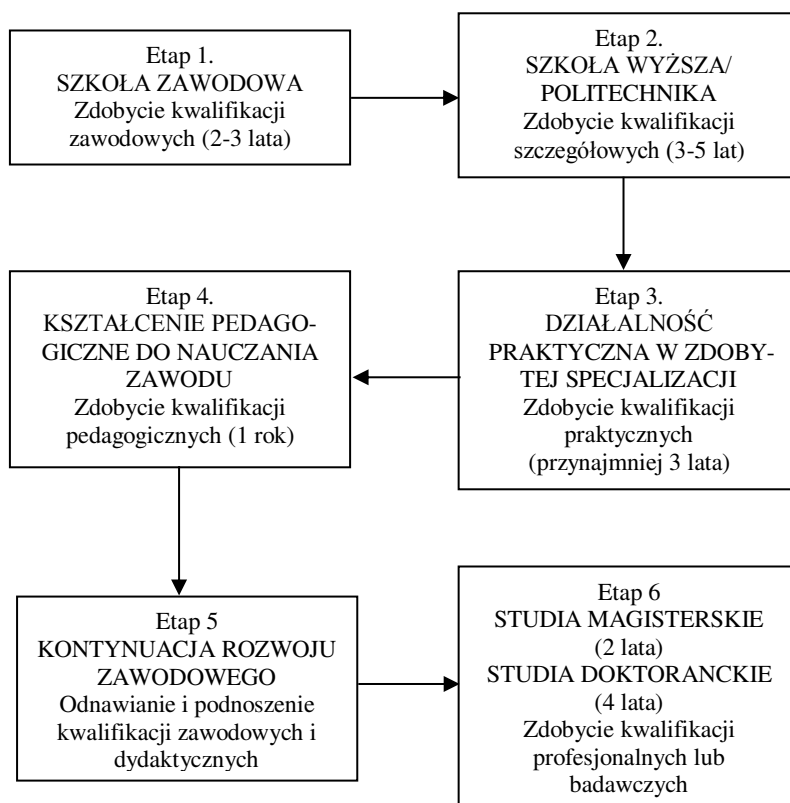 Etap 1.
SZKOŁA ZAWODOWA
Zdobycie kwalifikacji
zawodowych (2-3 lata)
Etap 2.
SZKOŁA WYŻSZA/
POLITECHNIKA
Zdobycie kwalifikacji
szczegółowych (3-5 lat)
Etap 3.
DZIAŁALNOŚĆ
PRAKTYCZNA W ZDOBY-
TEJ SPECJALIZACJI
Zdobycie kwalifikacji
praktycznych
(przynajmniej 3 lata)
Etap 4.
KSZTAŁCENIE PEDAGO-
GICZNE DO NAUCZANIA
ZAWODU
Zdobycie kwalifikacji
pedagogicznych (1 rok)
Etap 5
KONTYNUACJA ROZWOJU
ZAWODOWEGO
Odnawianie i podnoszenie
kwalifikacji zawodowych i
dydaktycznych
Etap 6
STUDIA MAGISTERSKIE
(2 lata)
STUDIA DOKTORANCKIE
(4 lata)
Zdobycie kwalifikacji
profesjonalnych lub
badawczych